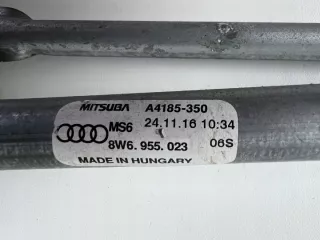 MITSUBA A4185-350
MS6 24.11.16 10:34
8W6.955.023 06S
MADE IN HUNGARY